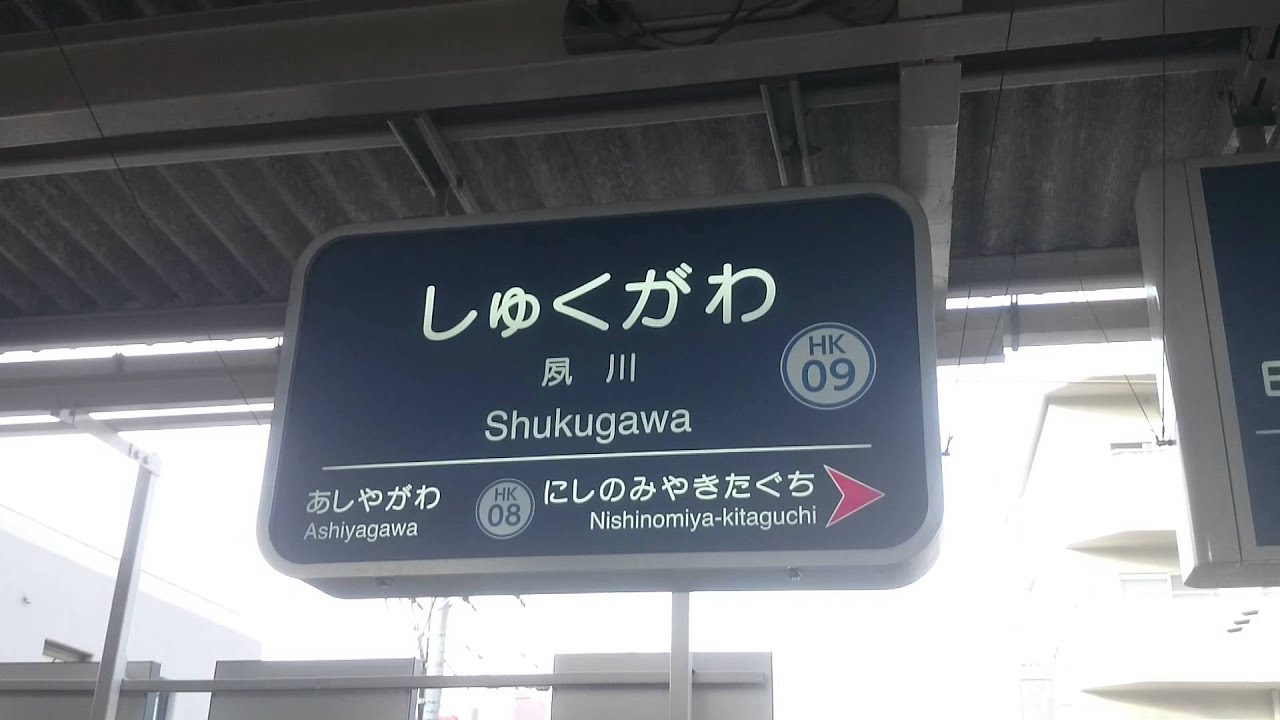 しゅくがわ
夙川
HK
09
Shukugawa
あしやがわ
Ashiyagawa
HK
08
にしのみやきたぐち
Nishinomiya-kitaguchi